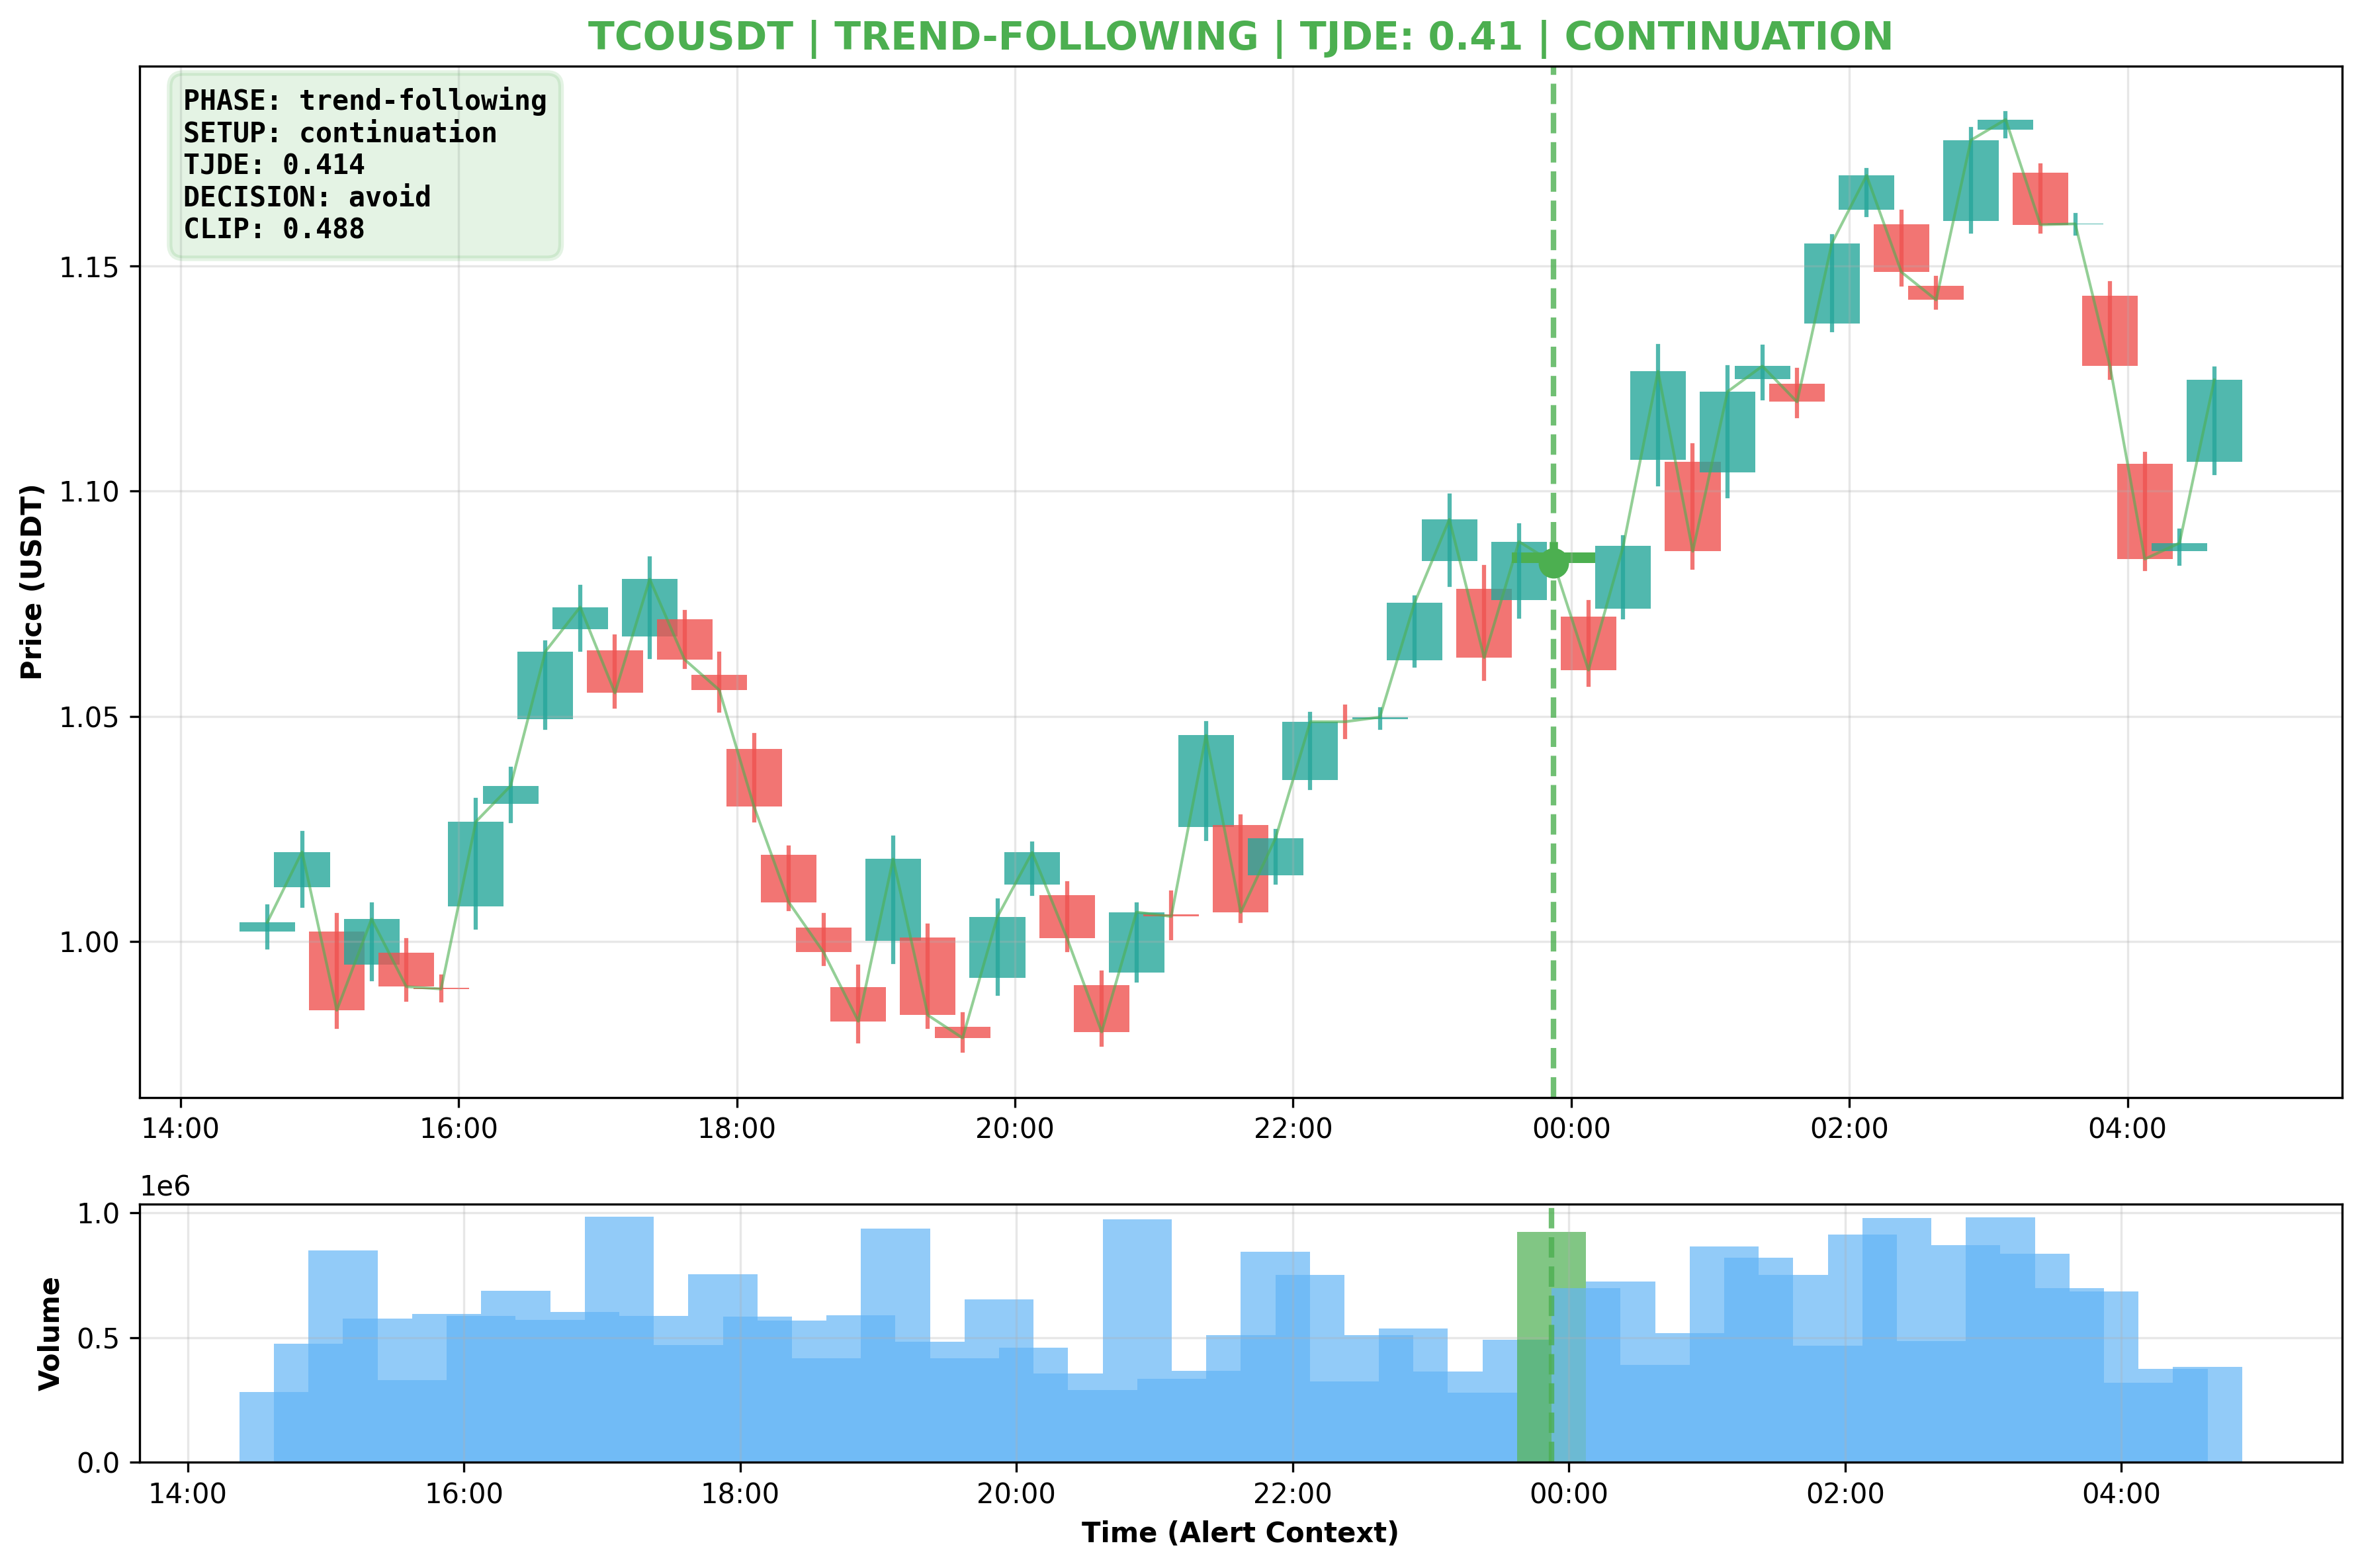 TCOUSDT | TREND-FOLLOWING | TJDE: 0.41 | CONTINUATION
PHASE: trend-following
SETUP: continuation
TJDE: 0.414
DECISION: avoid
CLIP: 0.488
Price (USDT)
1.15
1.10
1.05
1.00
14:00 16:00 18:00 20:00 22:00 00:00 02:00 04:00
1e6
Volume
1.0
0.5
0.0
14:00 16:00 18:00 20:00 22:00 00:00 02:00 04:00
Time (Alert Context)